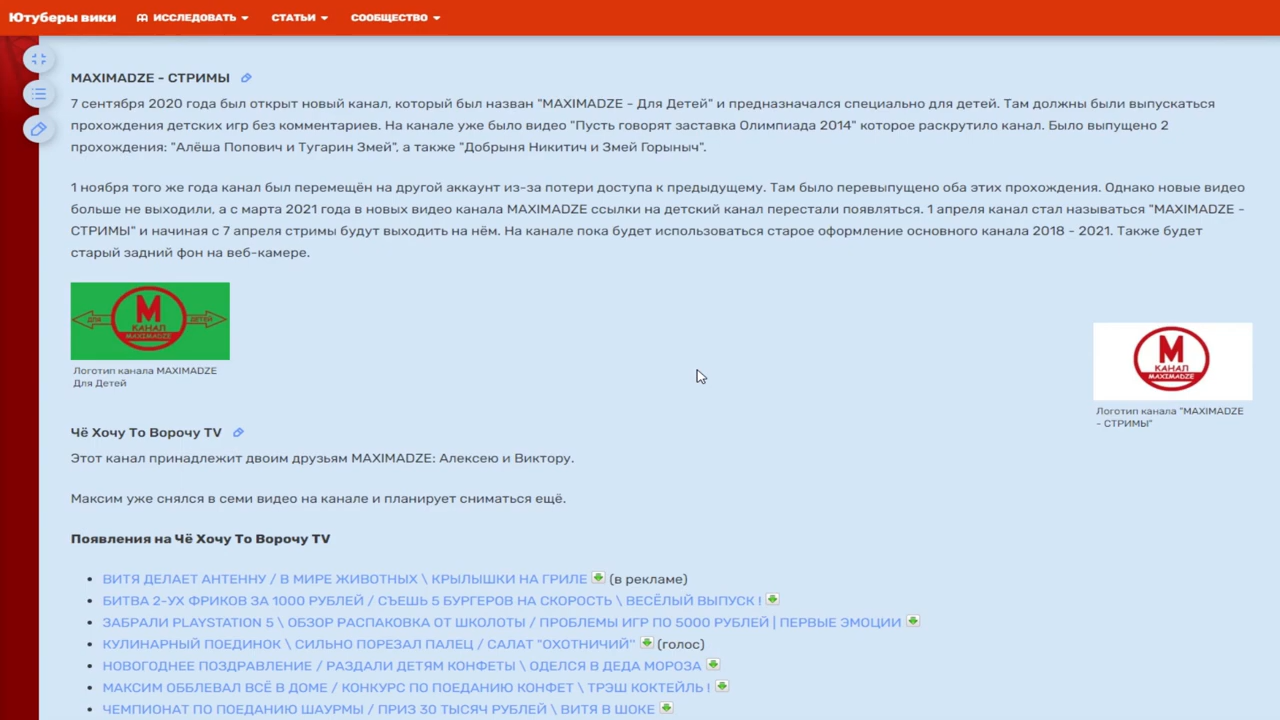 Ютуберы вики
ИССЛЕДОВАТЬ
СТАТЬИ
СООБЩЕСТВО
MAXIMADZE - СТРИМЫ
7 сентября 2020 года был открыт новый канал, который был назван "MAXIMADZE - Для Детей" и предназначался специально для детей. Там должны были выпускаться
прохождения детских игр без комментариев. На канале уже было видео "Пусть говорят заставка Олимпиада 2014" которое раскрутило канал. Было выпущено 2
прохождения: "Алёша Попович и Тугарин Змей", а также "Добрыня Никитич и Змей Горыныч".
1 ноября того же года канал был перемещён на другой аккаунт из-за потери доступа к предыдущему. Там было перевыпущено оба этих прохождения. Однако новые видео
больше не выходили, а с марта 2021 года в новых видео канала MAXIMADZE ссылки на детский канал перестали появляться. 1 апреля канал стал называться "MAXIMADZE -
СТРИМЫ" и начиная с 7 апреля стримы будут выходить на нём. На канале пока будет использоваться старое оформление основного канала 2018 - 2021. Также будет
старый задний фон на веб-камере.
М
ДЛЯ
КАНАЛ
ДЕТЕЙ
MAXIMADZE
Логотип канала MAXIMADZE
Для Детей
М
КАНАЛ
MAXIMADZE
Логотип канала "MAXIMADZE
- СТРИМЫ"
Чё Хочу То Ворочу TV
Этот канал принадлежит двоим друзьям MAXIMADZE: Алексею и Виктору.
Максим уже снялся в семи видео на канале и планирует сниматься ещё.
Появления на Чё Хочу То Ворочу TV
ВИТЯ ДЕЛАЕТ АНТЕННУ / В МИРЕ ЖИВОТНЫХ \ КРЫЛЫШКИ НА ГРИЛЕ (в рекламе)
БИТВА 2-УХ ФРИКОВ ЗА 1000 РУБЛЕЙ / СЪЕШЬ 5 БУРГЕРОВ НА СКОРОСТЬ \ ВЕСЁЛЫЙ ВЫПУСК !
ЗАБРАЛИ PLAYSTATION 5 \ ОБЗОР РАСПАКОВКА ОТ ШКОЛОТЫ / ПРОБЛЕМЫ ИГР ПО 5000 РУБЛЕЙ | ПЕРВЫЕ ЭМОЦИИ
КУЛИНАРНЫЙ ПОЕДИНОК \ СИЛЬНО ПОРЕЗАЛ ПАЛЕЦ / САЛАТ "ОХОТНИЧИЙ" (голос)
НОВОГОДНЕЕ ПОЗДРАВЛЕНИЕ / РАЗДАЛИ ДЕТЯМ КОНФЕТЫ \ ОДЕЛСЯ В ДЕДА МОРОЗА
МАКСИМ ОББЛЕВАЛ ВСЁ В ДОМЕ / КОНКУРС ПО ПОЕДАНИЮ КОНФЕТ \ ТРЭШ КОКТЕЙЛЬ !
ЧЕМПИОНАТ ПО ПОЕДАНИЮ ШАУРМЫ / ПРИЗ 30 ТЫСЯЧ РУБЛЕЙ \ ВИТЯ В ШОКЕ